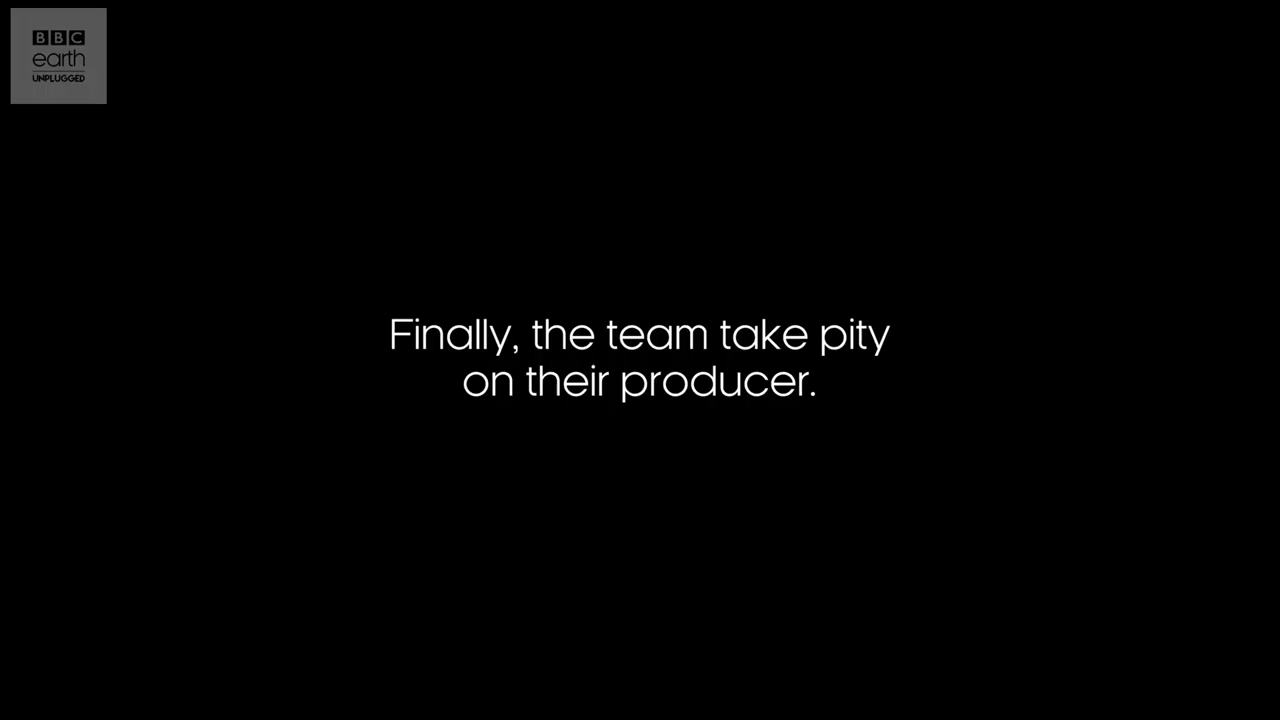 BBC
earth
UNPLUGGED
Finally, the team take pity
on their producer.